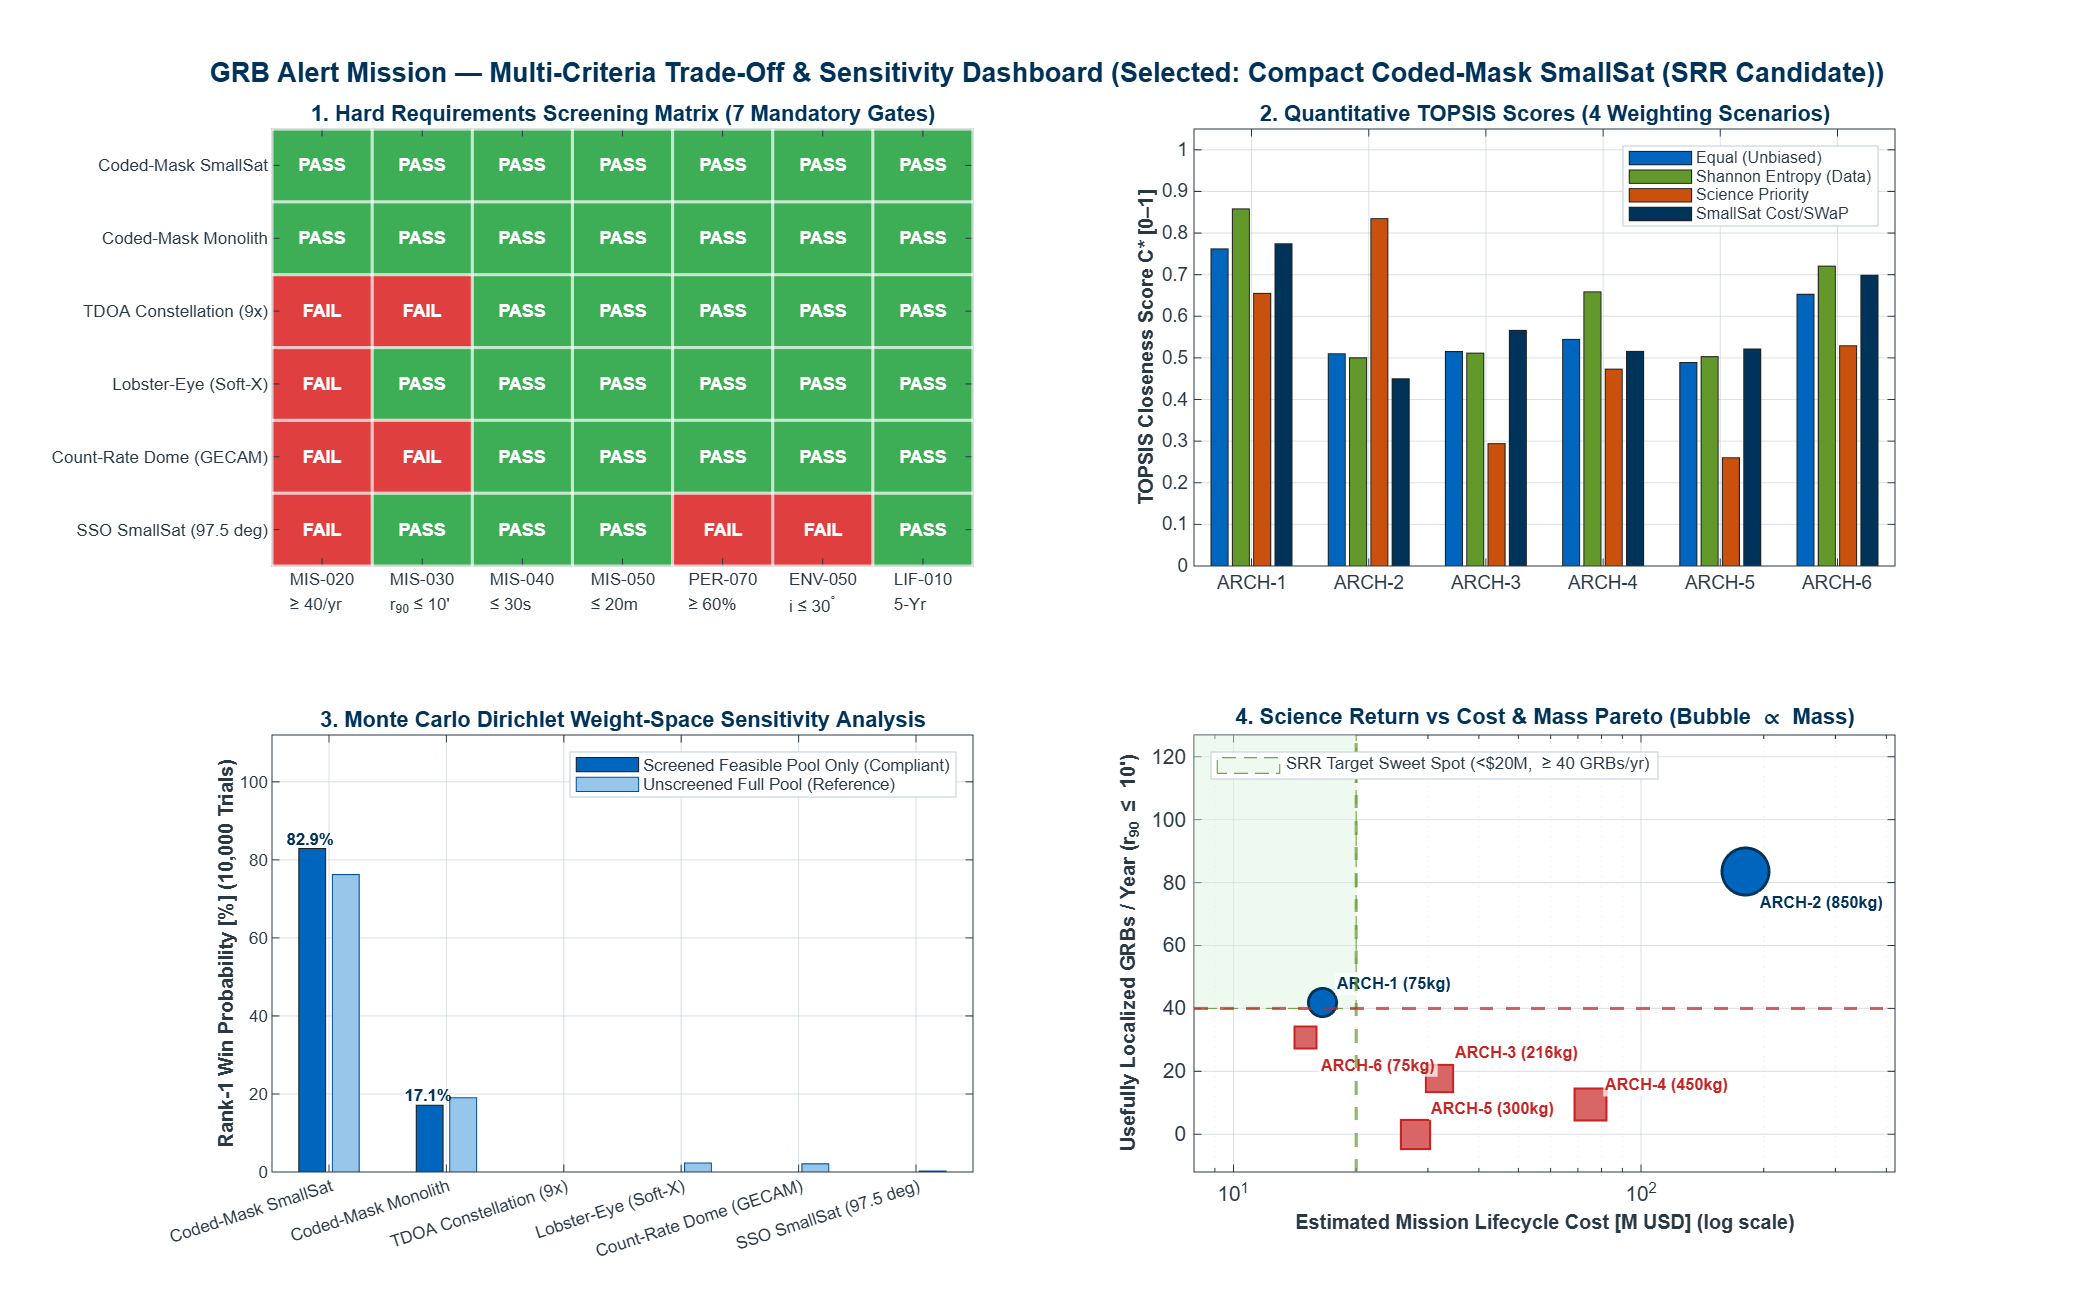 GRB Alert Mission — Multi-Criteria Trade-Off & Sensitivity Dashboard (Selected: Compact Coded-Mask SmallSat (SRR Candidate))
1. Hard Requirements Screening Matrix (7 Mandatory Gates)
Coded-Mask SmallSat PASS PASS PASS PASS PASS PASS PASS
Coded-Mask Monolith PASS PASS PASS PASS PASS PASS PASS
TDOA Constellation (9x) FAIL FAIL PASS PASS PASS PASS PASS
Lobster-Eye (Soft-X) FAIL PASS PASS PASS PASS PASS PASS
Count-Rate Dome (GECAM) FAIL FAIL PASS PASS PASS PASS PASS
SSO SmallSat (97.5 deg) FAIL PASS PASS PASS FAIL FAIL PASS
MIS-020 MIS-030 MIS-040 MIS-050 PER-070 ENV-050 LIF-010
≥ 40/yr r₉₀ ≤ 10' ≤ 30s ≤ 20m ≥ 60% i ≤ 30° 5-Yr
2. Quantitative TOPSIS Scores (4 Weighting Scenarios)
TOPSIS Closeness Score C* [0–1]
1
0.9
0.8
0.7
0.6
0.5
0.4
0.3
0.2
0.1
0
Equal (Unbiased)
Shannon Entropy (Data)
Science Priority
SmallSat Cost/SWaP
ARCH-1 ARCH-2 ARCH-3 ARCH-4 ARCH-5 ARCH-6
3. Monte Carlo Dirichlet Weight-Space Sensitivity Analysis
Rank-1 Win Probability [%] (10,000 Trials)
100
80
60
40
20
0
Screened Feasible Pool Only (Compliant)
Unscreened Full Pool (Reference)
82.9%
17.1%
Coded-Mask SmallSat
Coded-Mask Monolith
TDOA Constellation (9x)
Lobster-Eye (Soft-X)
Count-Rate Dome (GECAM)
SSO SmallSat (97.5 deg)
4. Science Return vs Cost & Mass Pareto (Bubble ∝ Mass)
Usefully Localized GRBs / Year (r₉₀ ≤ 10')
120
100
80
60
40
20
0
SRR Target Sweet Spot (<$20M, ≥ 40 GRBs/yr)
ARCH-2 (850kg)
ARCH-1 (75kg)
ARCH-3 (216kg)
ARCH-6 (75kg)
ARCH-4 (450kg)
ARCH-5 (300kg)
10¹ 10²
Estimated Mission Lifecycle Cost [M USD] (log scale)